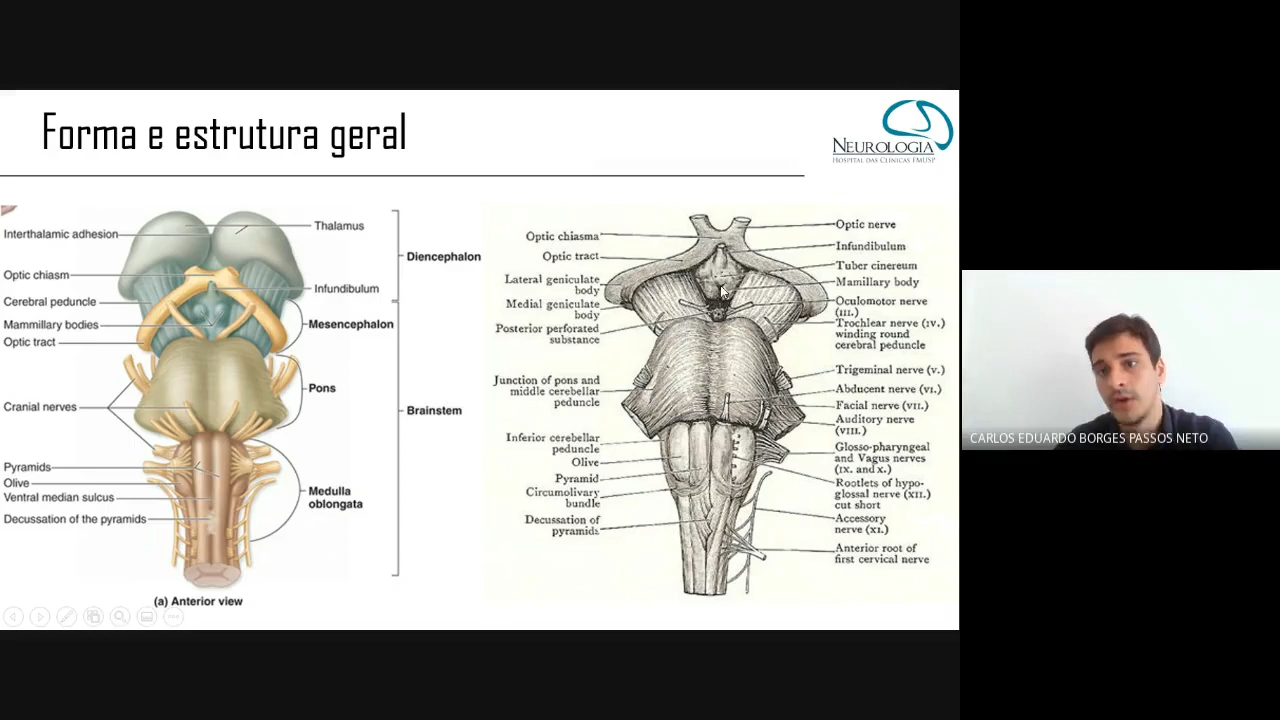 Forma e estrutura geral
NEUROLOGIA
HOSPITAL DAS CLÍNICAS FMUSP
Interthalamic adhesion
Optic chiasm
Cerebral peduncle
Mammillary bodies
Optic tract
Cranial nerves
Pyramids
Olive
Ventral median sulcus
Decussation of the pyramids
Thalamus
Infundibulum
Diencephalon
Mesencephalon
Pons
Brainstem
Medulla
oblongata
(a) Anterior view
Optic chiasma
Optic tract
Lateral geniculate
body
Medial geniculate
body
Posterior perforated
substance
Junction of pons and
middle cerebellar
peduncle
Inferior cerebellar
peduncle
Olive
Pyramid
Circumolivary
bundle
Decussation of
pyramids
Optic nerve
Infundibulum
Tuber cinereum
Mamillary body
Oculomotor nerve
(III.)
Trochlear nerve (IV.)
winding round
cerebral peduncle
Trigeminal nerve (V.)
Abducent nerve (VI.)
Facial nerve (VII.)
Auditory nerve
(VIII.)
Glosso-pharyngeal
and Vagus nerves
(IX. and X.)
Rootlets of hypo-
glossal nerve (XII.)
cut short
Accessory
nerve (XI.)
Anterior root of
first cervical nerve
CARLOS EDUARDO BORGES PASSOS NETO